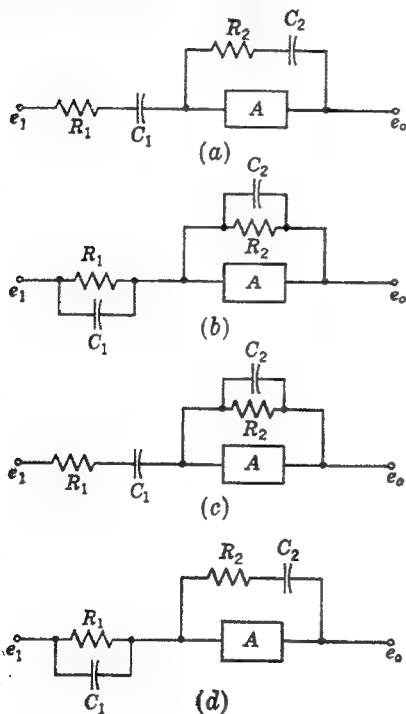 R₂ C₂
A
e₁ R₁ C₁ eₒ
(a)
C₂
R₂
R₁
A
e₁ eₒ
C₁
(b)
C₂
R₂
A
e₁ R₁ C₁ eₒ
(c)
R₂ C₂
R₁
A
e₁ eₒ
C₁
(d)